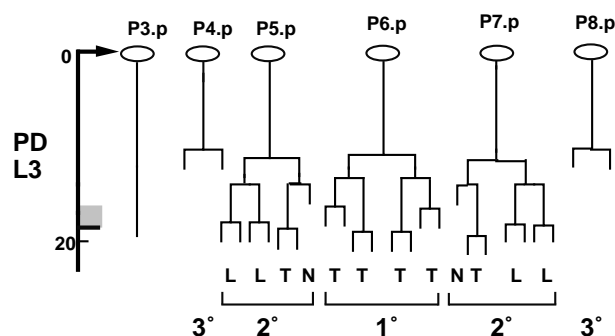 P3.p P4.p P5.p P6.p P7.p P8.p
0
PD
L3
20
L L T N T T T T N T L L
3° 2° 1° 2° 3°